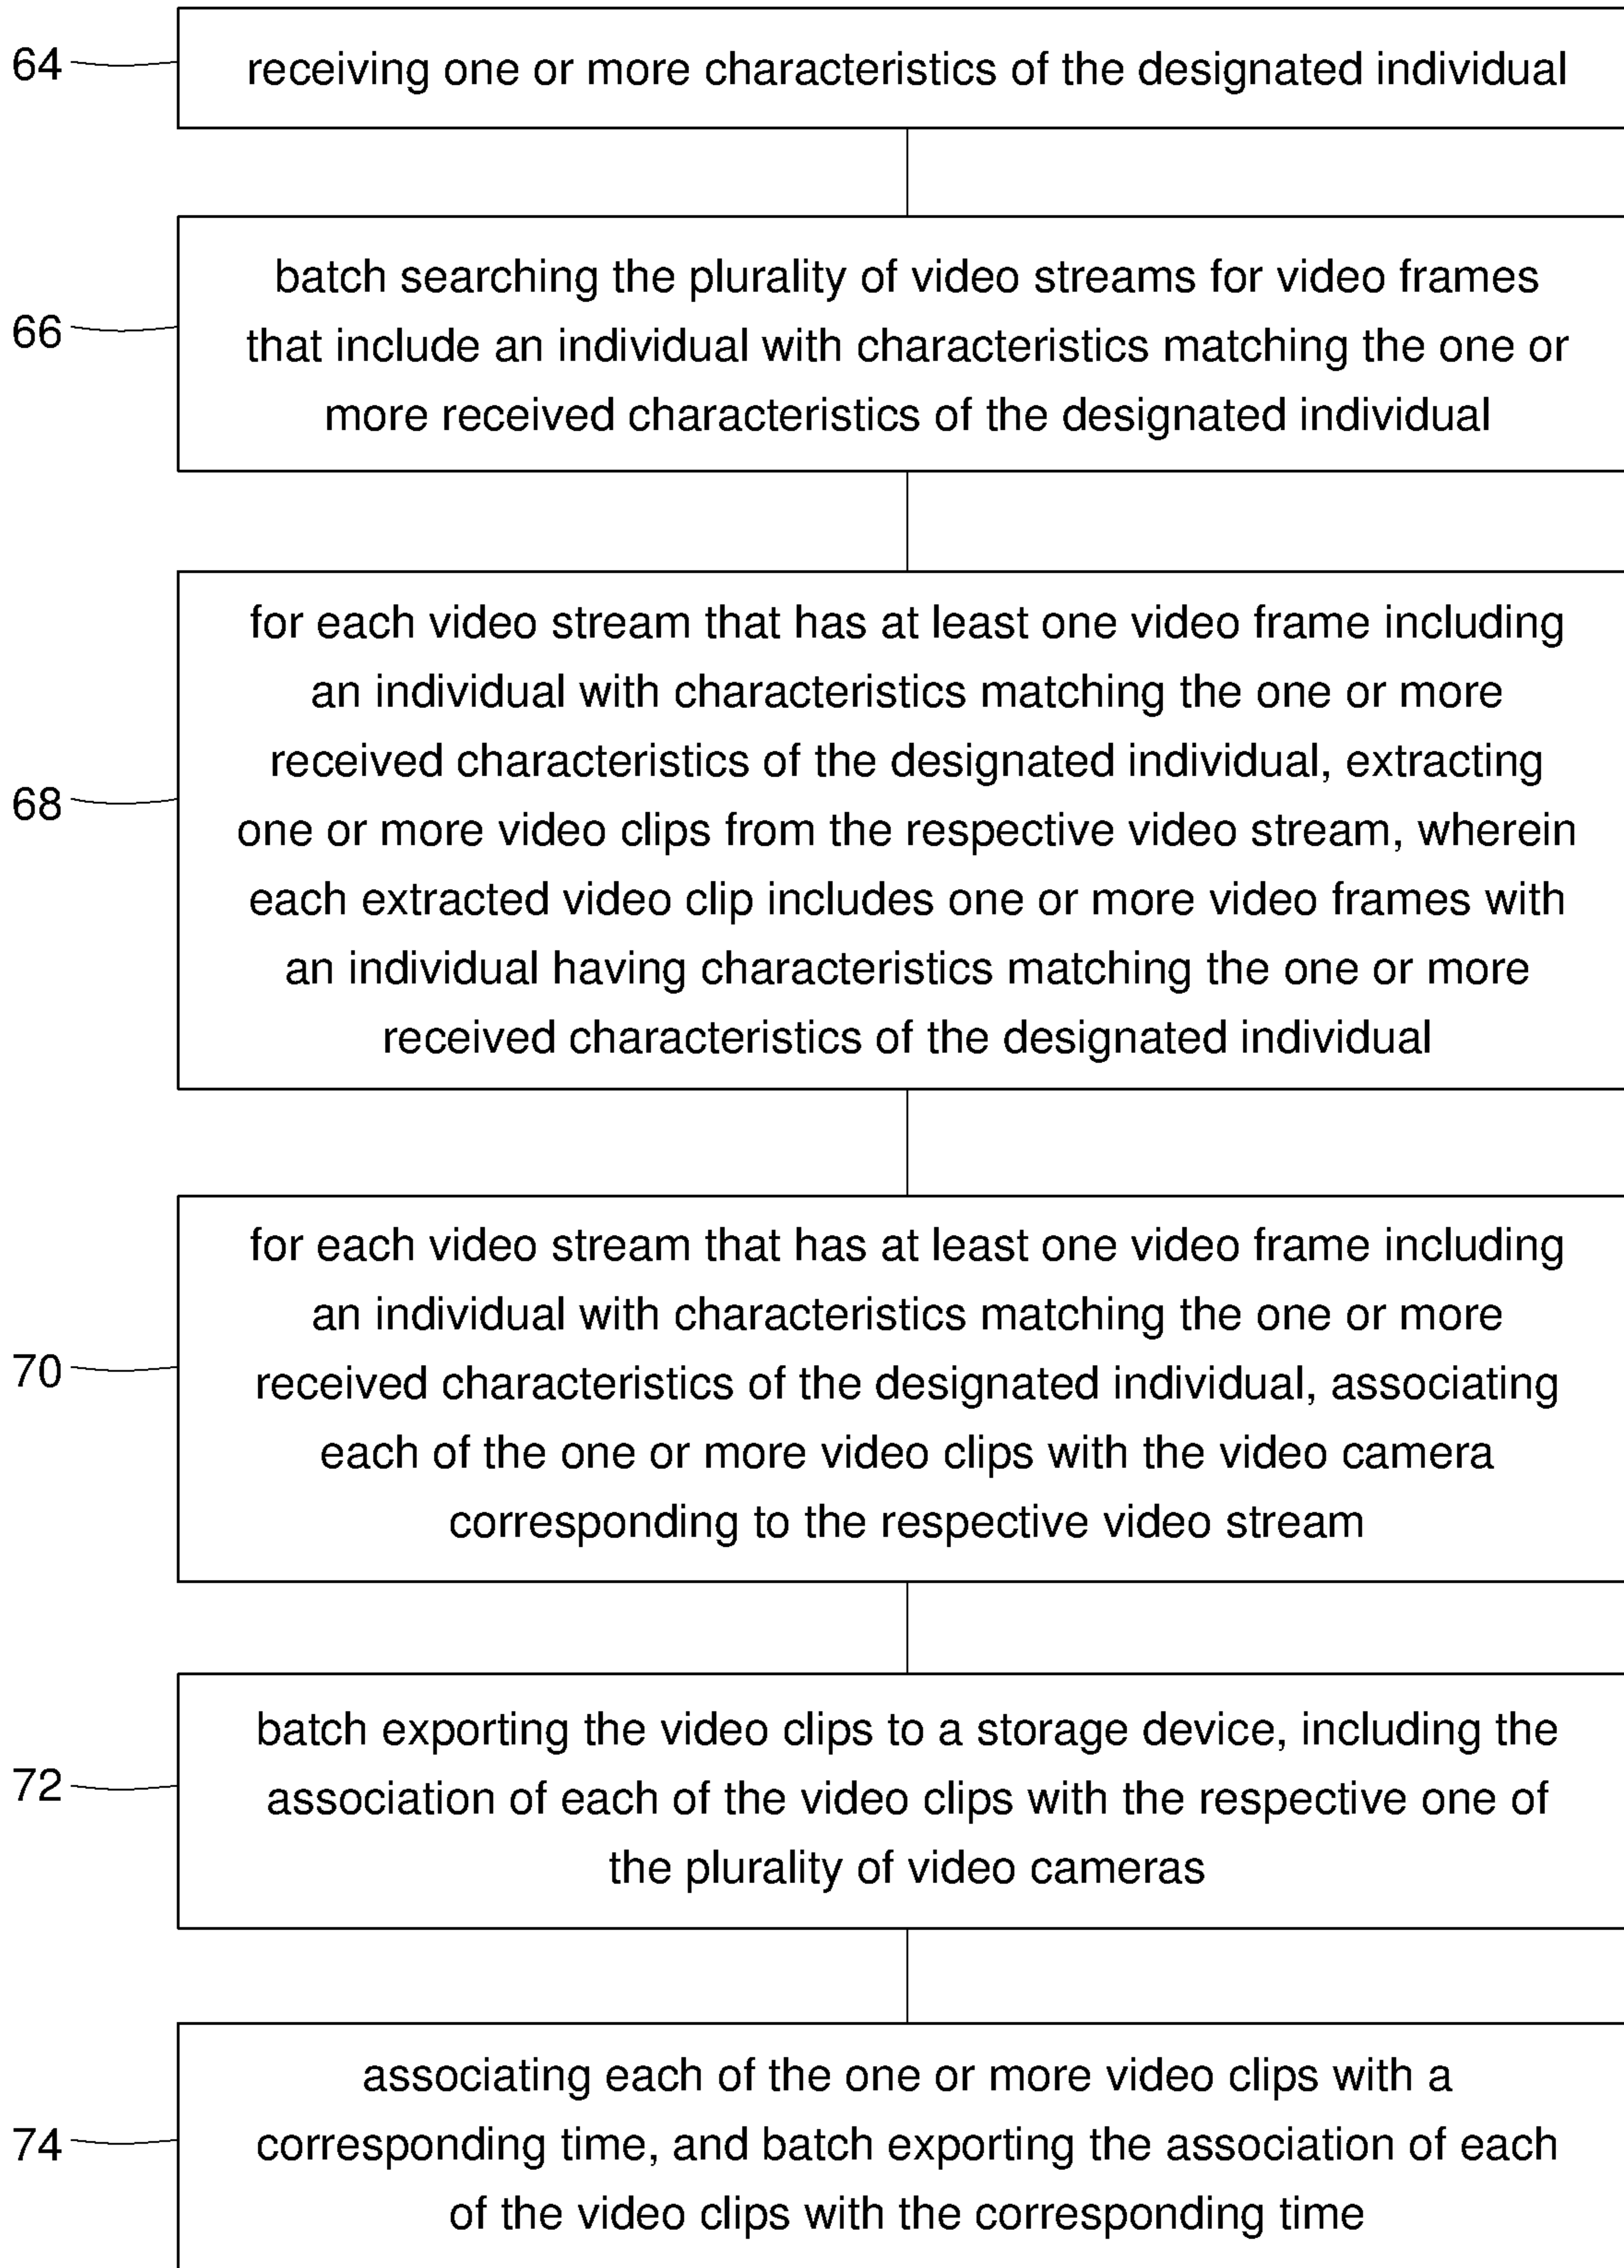 64
receiving one or more characteristics of the designated individual
66
batch searching the plurality of video streams for video frames
that include an individual with characteristics matching the one or
more received characteristics of the designated individual
68
for each video stream that has at least one video frame including
an individual with characteristics matching the one or more
received characteristics of the designated individual, extracting
one or more video clips from the respective video stream, wherein
each extracted video clip includes one or more video frames with
an individual having characteristics matching the one or more
received characteristics of the designated individual
70
for each video stream that has at least one video frame including
an individual with characteristics matching the one or more
received characteristics of the designated individual, associating
each of the one or more video clips with the video camera
corresponding to the respective video stream
72
batch exporting the video clips to a storage device, including the
association of each of the video clips with the respective one of
the plurality of video cameras
74
associating each of the one or more video clips with a
corresponding time, and batch exporting the association of each
of the video clips with the corresponding time